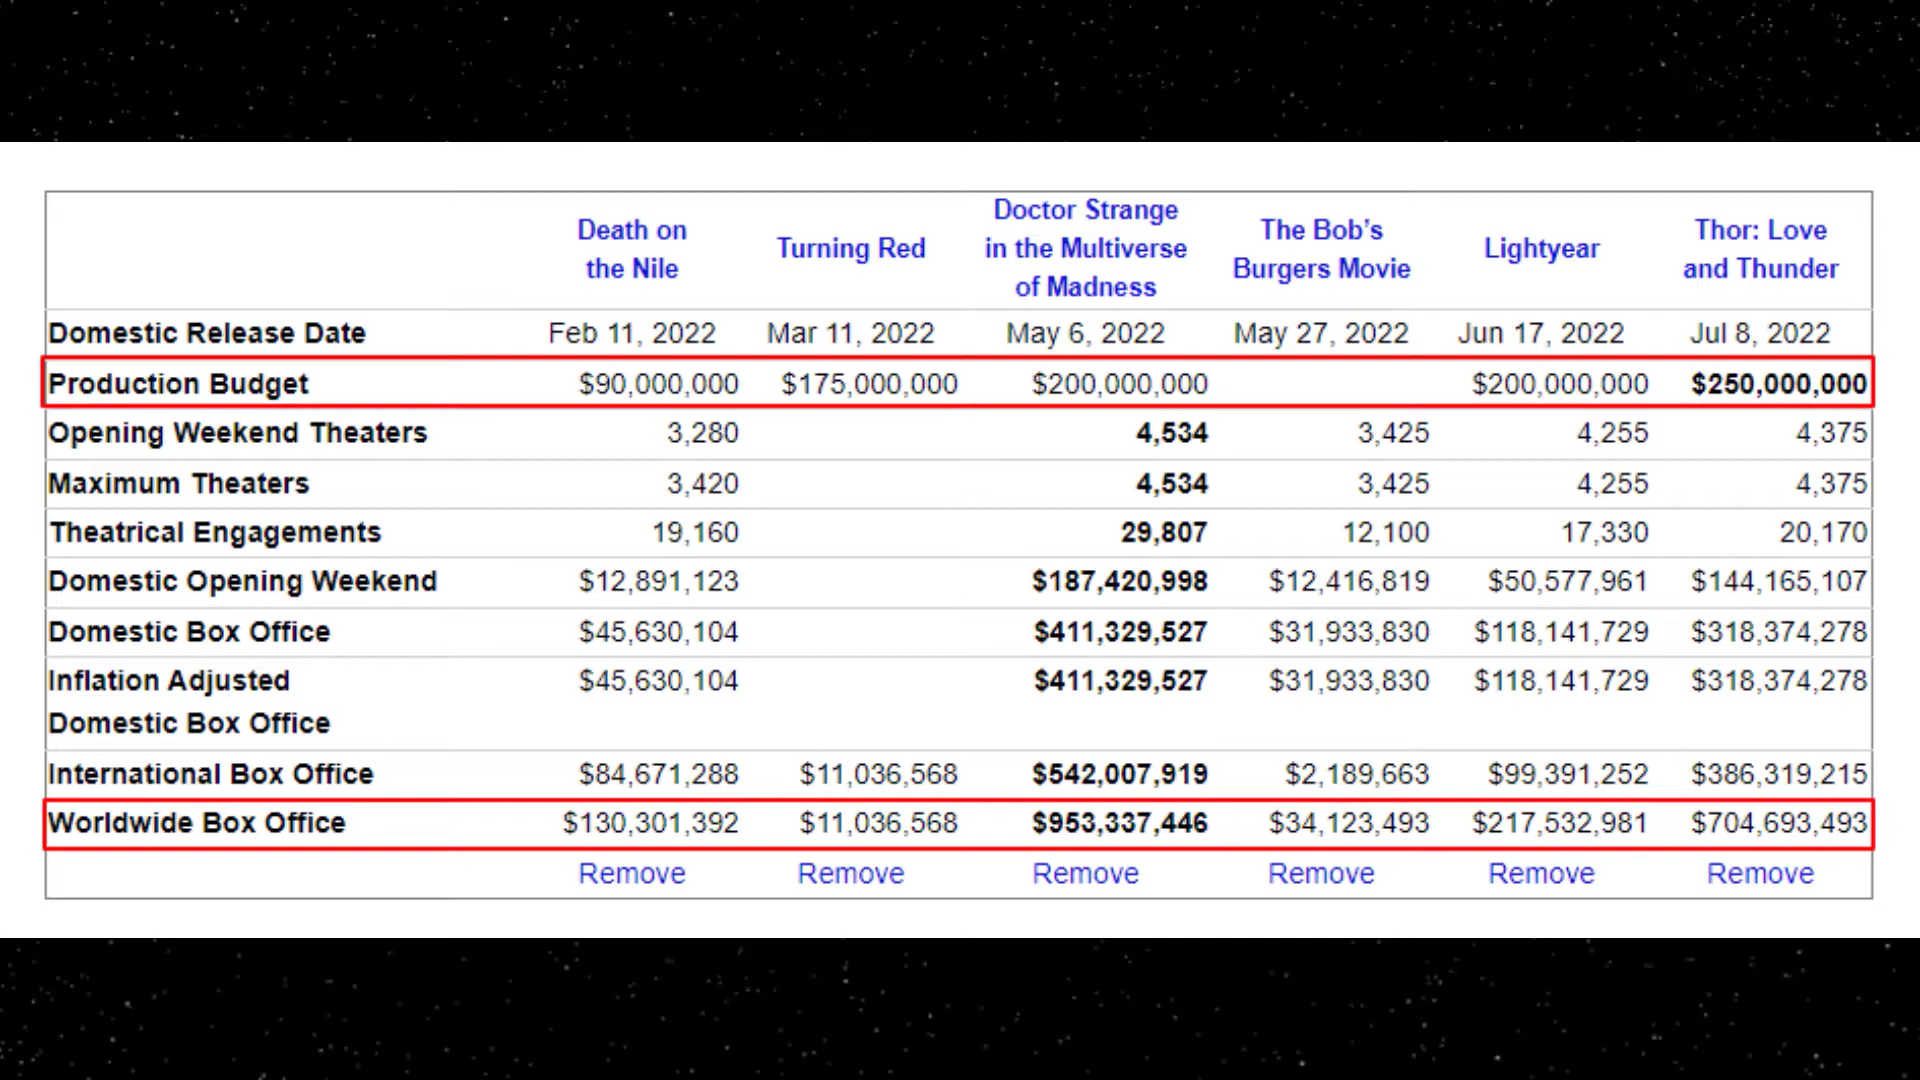 Death on the Nile Turning Red Doctor Strange in the Multiverse of Madness The Bob’s Burgers Movie Lightyear Thor: Love and Thunder
Domestic Release Date Feb 11, 2022 Mar 11, 2022 May 6, 2022 May 27, 2022 Jun 17, 2022 Jul 8, 2022
Production Budget $90,000,000 $175,000,000 $200,000,000 $200,000,000 $250,000,000
Opening Weekend Theaters 3,280 4,534 3,425 4,255 4,375
Maximum Theaters 3,420 4,534 3,425 4,255 4,375
Theatrical Engagements 19,160 29,807 12,100 17,330 20,170
Domestic Opening Weekend $12,891,123 $187,420,998 $12,416,819 $50,577,961 $144,165,107
Domestic Box Office $45,630,104 $411,329,527 $31,933,830 $118,141,729 $318,374,278
Inflation Adjusted $45,630,104 $411,329,527 $31,933,830 $118,141,729 $318,374,278
Domestic Box Office
International Box Office $84,671,288 $11,036,568 $542,007,919 $2,189,663 $99,391,252 $386,319,215
Worldwide Box Office $130,301,392 $11,036,568 $953,337,446 $34,123,493 $217,532,981 $704,693,493
Remove Remove Remove Remove Remove Remove